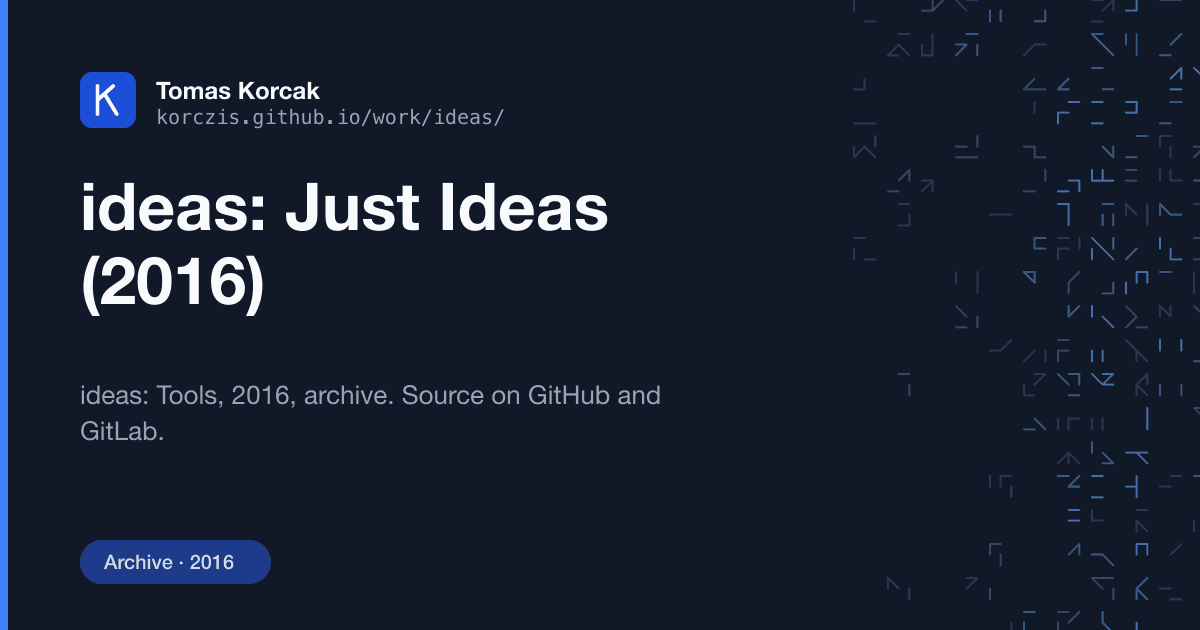 K
Tomas Korcak
korczis.github.io/work/ideas/
ideas: Just Ideas
(2016)
ideas: Tools, 2016, archive. Source on GitHub and
GitLab.
Archive · 2016